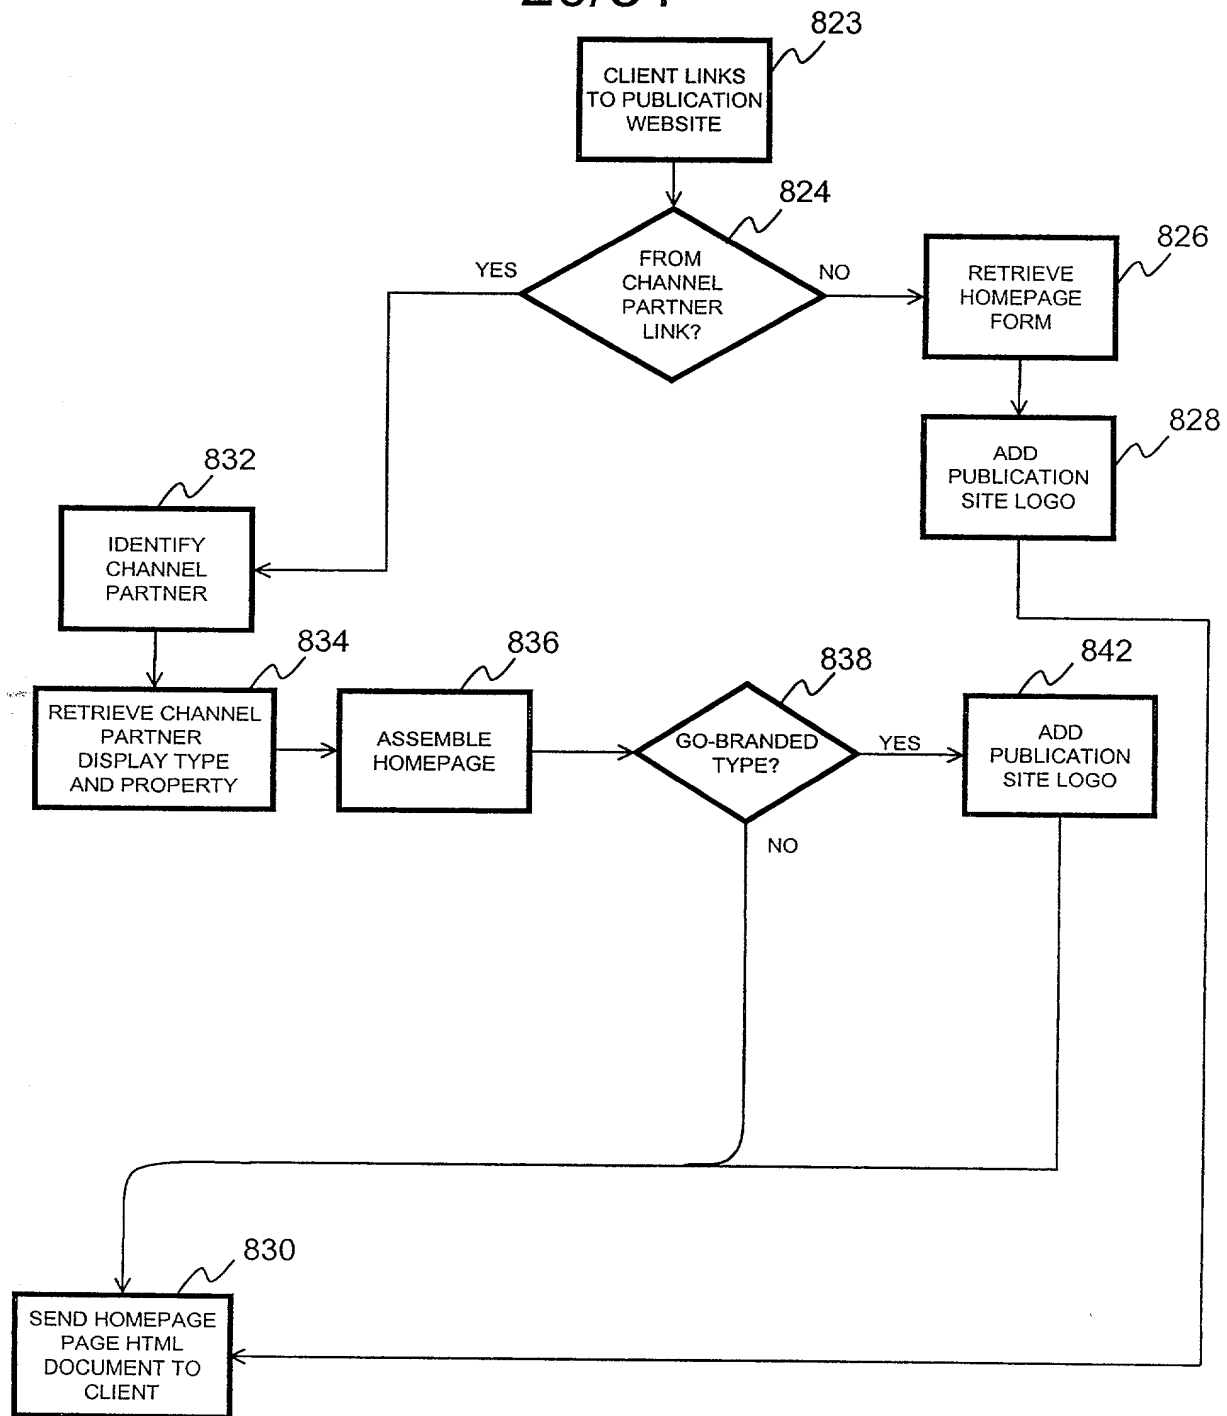 823
CLIENT LINKS
TO PUBLICATION
WEBSITE
824
FROM
CHANNEL
PARTNER
LINK?
YES
NO
826
RETRIEVE
HOMEPAGE
FORM
828
ADD
PUBLICATION
SITE LOGO
832
IDENTIFY
CHANNEL
PARTNER
834
RETRIEVE CHANNEL
PARTNER
DISPLAY TYPE
AND PROPERTY
836
ASSEMBLE
HOMEPAGE
838
GO-BRANDED
TYPE?
YES
NO
842
ADD
PUBLICATION
SITE LOGO
830
SEND HOMEPAGE
PAGE HTML
DOCUMENT TO
CLIENT